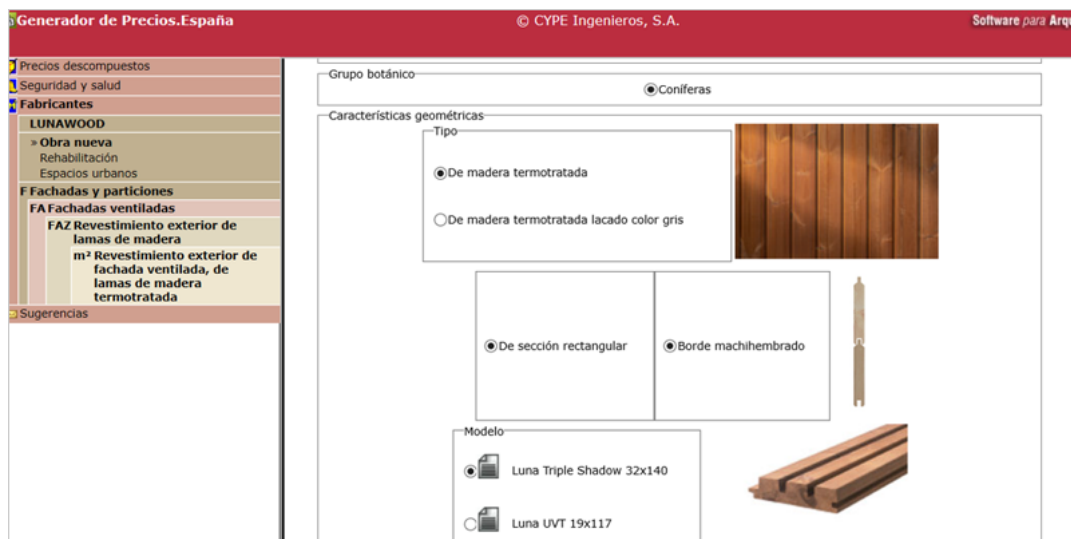 Generador de Precios.España
© CYPE Ingenieros, S.A.
Software para
Precios descompuestos
Seguridad y salud
Fabricantes
LUNAWOOD
» Obra nueva
Rehabilitación
Espacios urbanos
F Fachadas y particiones
FA Fachadas ventiladas
FAZ Revestimiento exterior de
lamas de madera
m² Revestimiento exterior de
fachada ventilada, de
lamas de madera
termotratada
Sugerencias
Grupo botánico
Coníferas
Características geométricas
Tipo
De madera termotratada
De madera termotratada lacado color gris
De sección rectangular
Borde machihembrado
Modelo
Luna Triple Shadow 32x140
Luna UVT 19x117